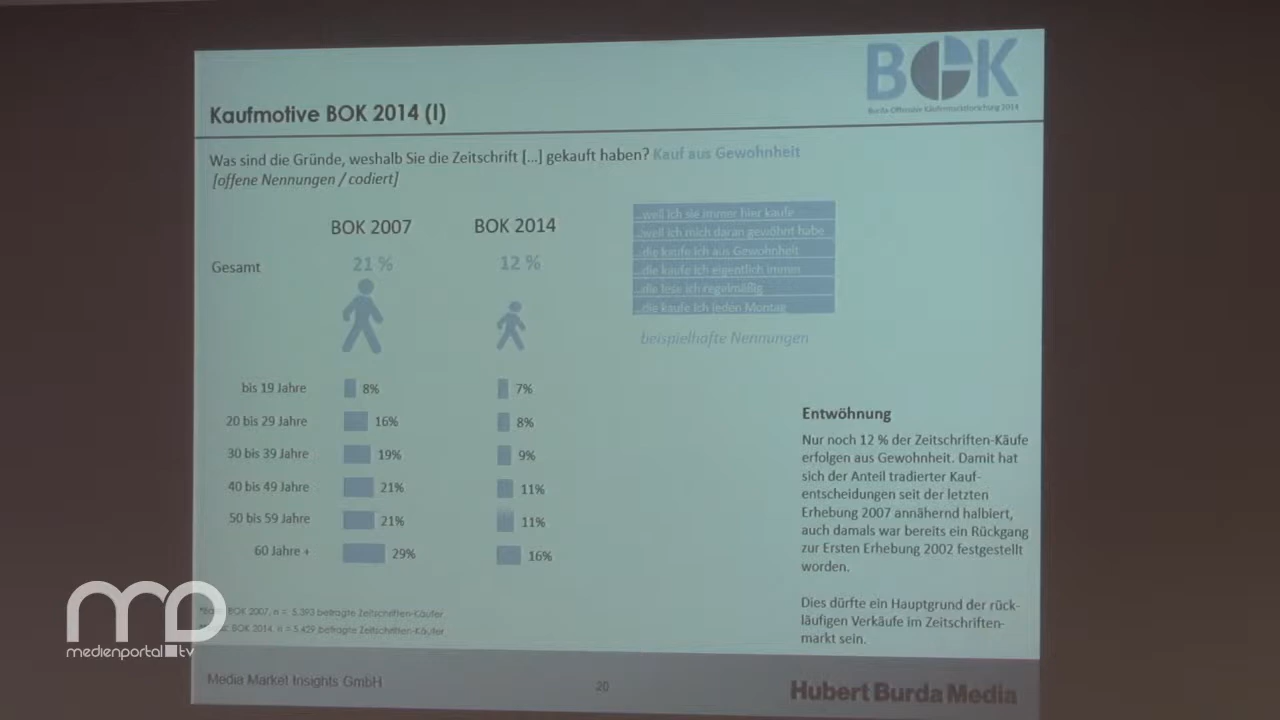 BOK
Burda Offensive Käufermarktforschung 2014
Kaufmotive BOK 2014 (I)
Was sind die Gründe, weshalb Sie die Zeitschrift [...] gekauft haben? Kauf aus Gewohnheit
[offene Nennungen / codiert]
BOK 2007 BOK 2014
Gesamt 21 % 12 %
...weil ich sie immer hier kaufe
...weil ich mich daran gewöhnt habe
...die kaufe ich aus Gewohnheit
...die kaufe ich eigentlich immer
...die lese ich regelmäßig
...die kaufe ich jeden Montag
beispielhafte Nennungen
bis 19 Jahre 8% 7%
20 bis 29 Jahre 16% 8%
30 bis 39 Jahre 19% 9%
40 bis 49 Jahre 21% 11%
50 bis 59 Jahre 21% 11%
60 Jahre + 29% 16%
Entwöhnung
Nur noch 12 % der Zeitschriften-Käufe
erfolgen aus Gewohnheit. Damit hat
sich der Anteil tradierter Kauf-
entscheidungen seit der letzten
Erhebung 2007 annähernd halbiert,
auch damals war bereits ein Rückgang
zur Ersten Erhebung 2002 festgestellt
worden.
Dies dürfte ein Hauptgrund der rück-
läufigen Verkäufe im Zeitschriften-
markt sein.
BOK 2007, n = 5.393 befragte Zeitschriften-Käufer
BOK 2014, n = 5.429 befragte Zeitschriften-Käufer
medienportal.tv
Media Market Insights GmbH
20
Hubert Burda Media